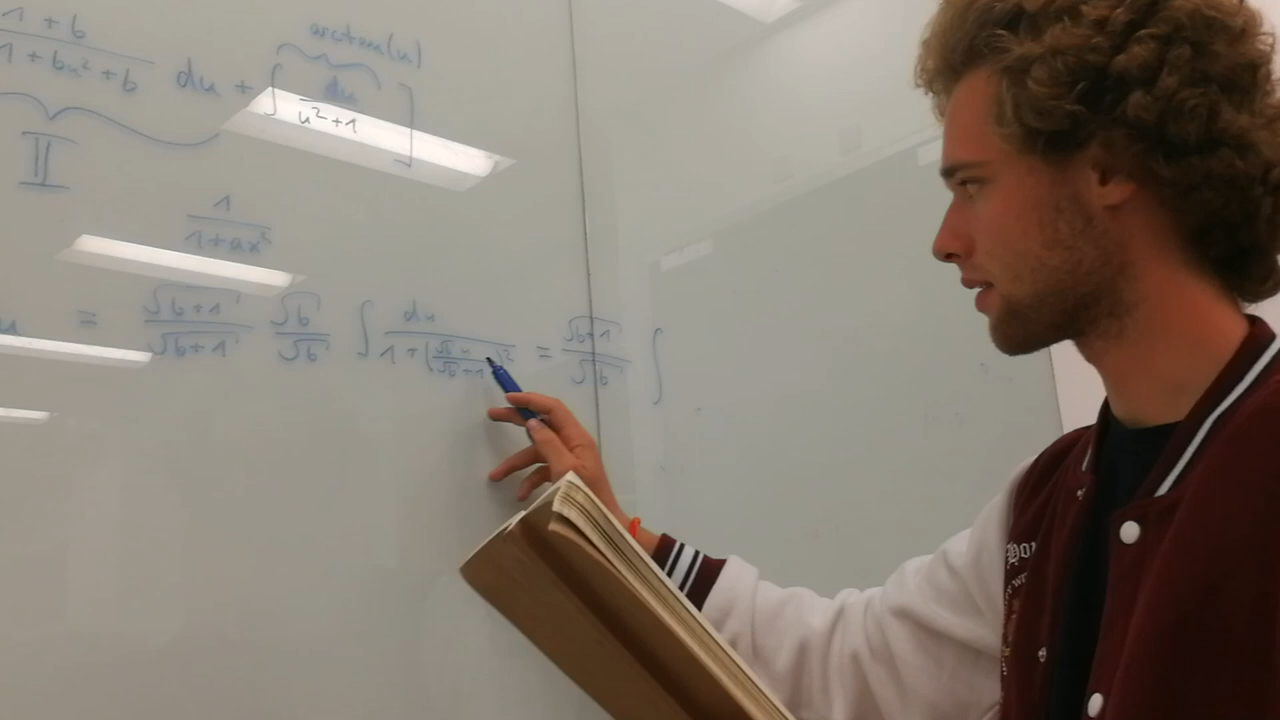 arctan(u)
1+b
1+bu²+b du + ∫ du
u²+1 ]
II
1
1+ax²
u = √b+1 √b ∫ du = √b+1 ∫
√b+1 √b 1+(√b u
√b+1)² √b